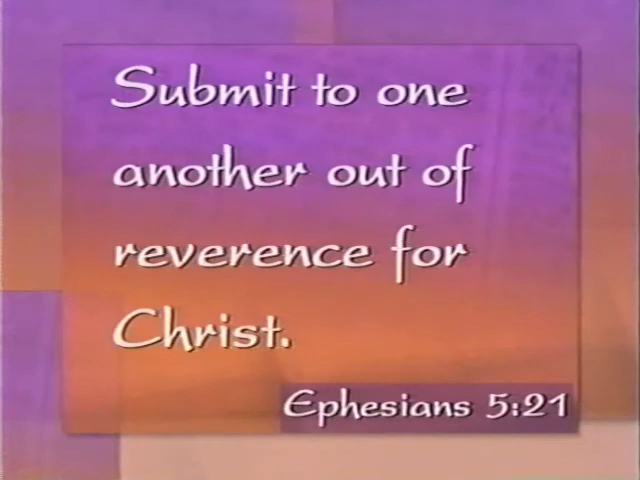 Submit to one
another out of
reverence for
Christ.
Ephesians 5:21